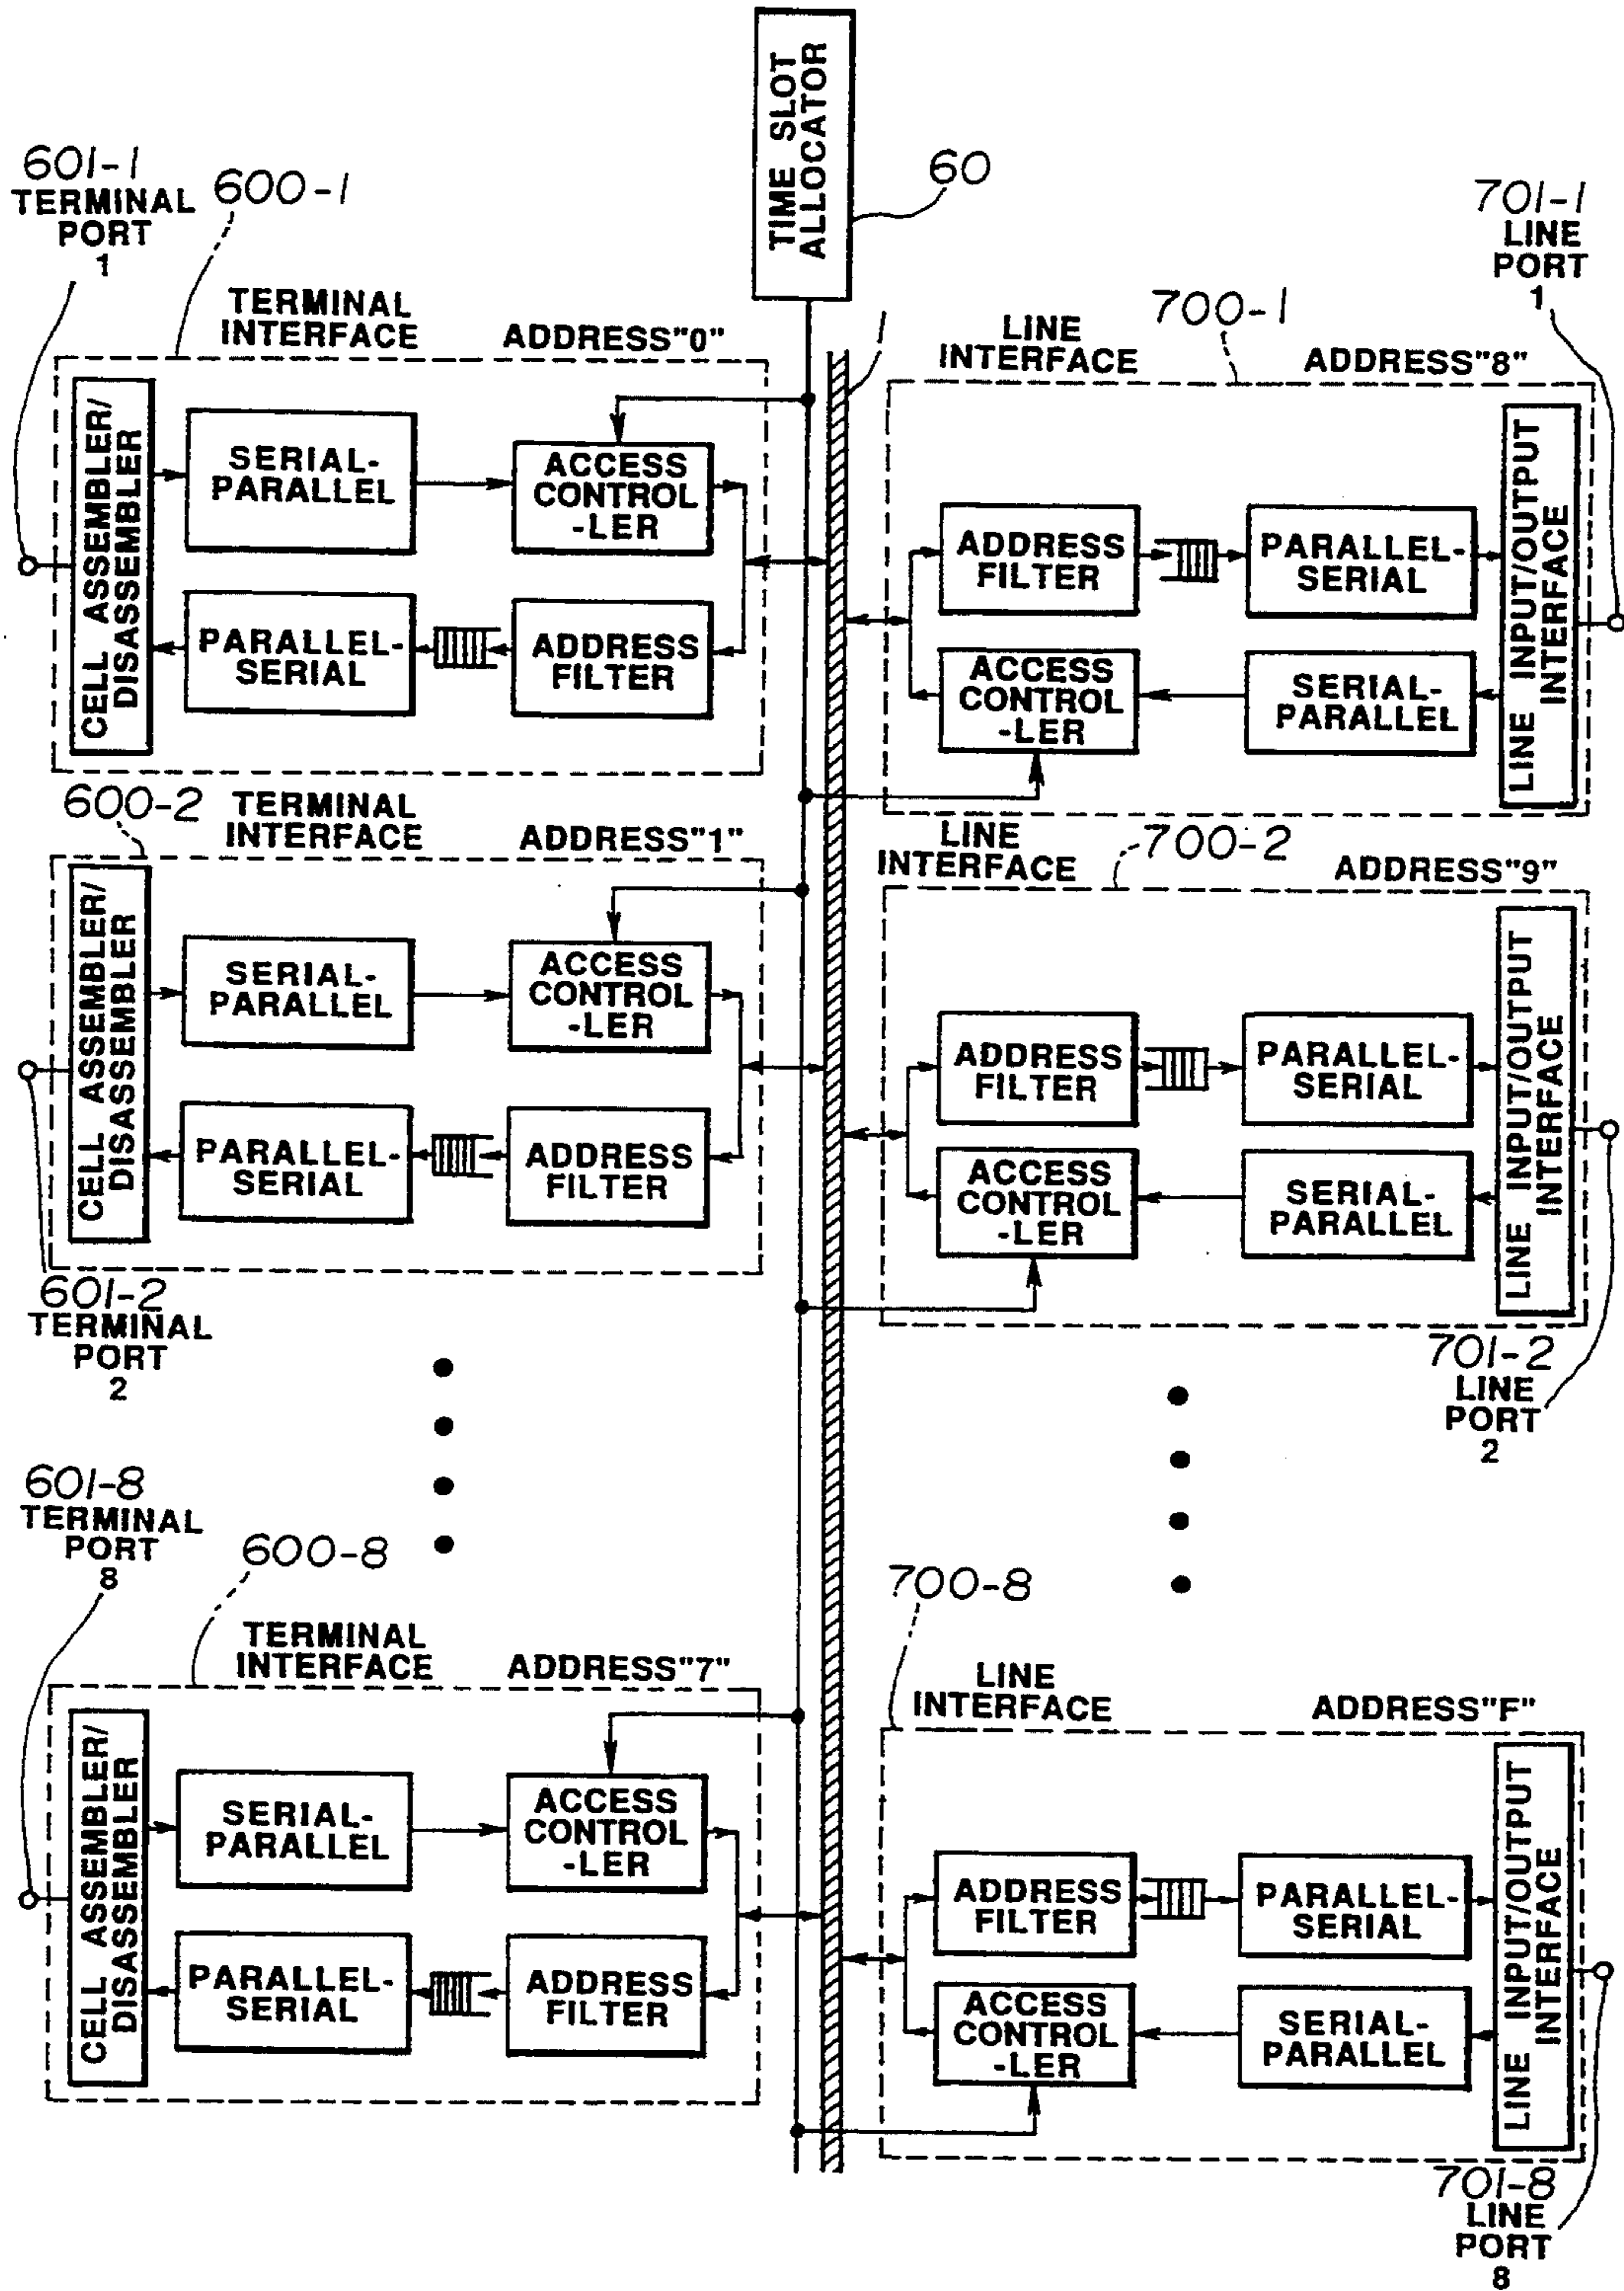 TIME SLOT
ALLOCATOR
60
601-1
TERMINAL
PORT
1
600-1
TERMINAL
INTERFACE
ADDRESS"0"
CELL ASSEMBLER/
DISASSEMBLER
SERIAL-
PARALLEL
ACCESS
CONTROL
-LER
PARALLEL-
SERIAL
ADDRESS
FILTER
701-1
LINE
PORT
1
700-1
LINE
INTERFACE
ADDRESS"8"
ADDRESS
FILTER
PARALLEL-
SERIAL
ACCESS
CONTROL
-LER
SERIAL-
PARALLEL
LINE INPUT/OUTPUT
INTERFACE
600-2
TERMINAL
INTERFACE
ADDRESS"1"
CELL ASSEMBLER/
DISASSEMBLER
SERIAL-
PARALLEL
ACCESS
CONTROL
-LER
PARALLEL-
SERIAL
ADDRESS
FILTER
601-2
TERMINAL
PORT
2
LINE
INTERFACE
700-2
ADDRESS"9"
ADDRESS
FILTER
PARALLEL-
SERIAL
ACCESS
CONTROL
-LER
SERIAL-
PARALLEL
LINE INPUT/OUTPUT
INTERFACE
701-2
LINE
PORT
2
601-8
TERMINAL
PORT
8
600-8
TERMINAL
INTERFACE
ADDRESS"7"
CELL ASSEMBLER/
DISASSEMBLER
SERIAL-
PARALLEL
ACCESS
CONTROL
-LER
PARALLEL-
SERIAL
ADDRESS
FILTER
700-8
LINE
INTERFACE
ADDRESS"F"
ADDRESS
FILTER
PARALLEL-
SERIAL
ACCESS
CONTROL
-LER
SERIAL-
PARALLEL
LINE INPUT/OUTPUT
INTERFACE
701-8
LINE
PORT
8